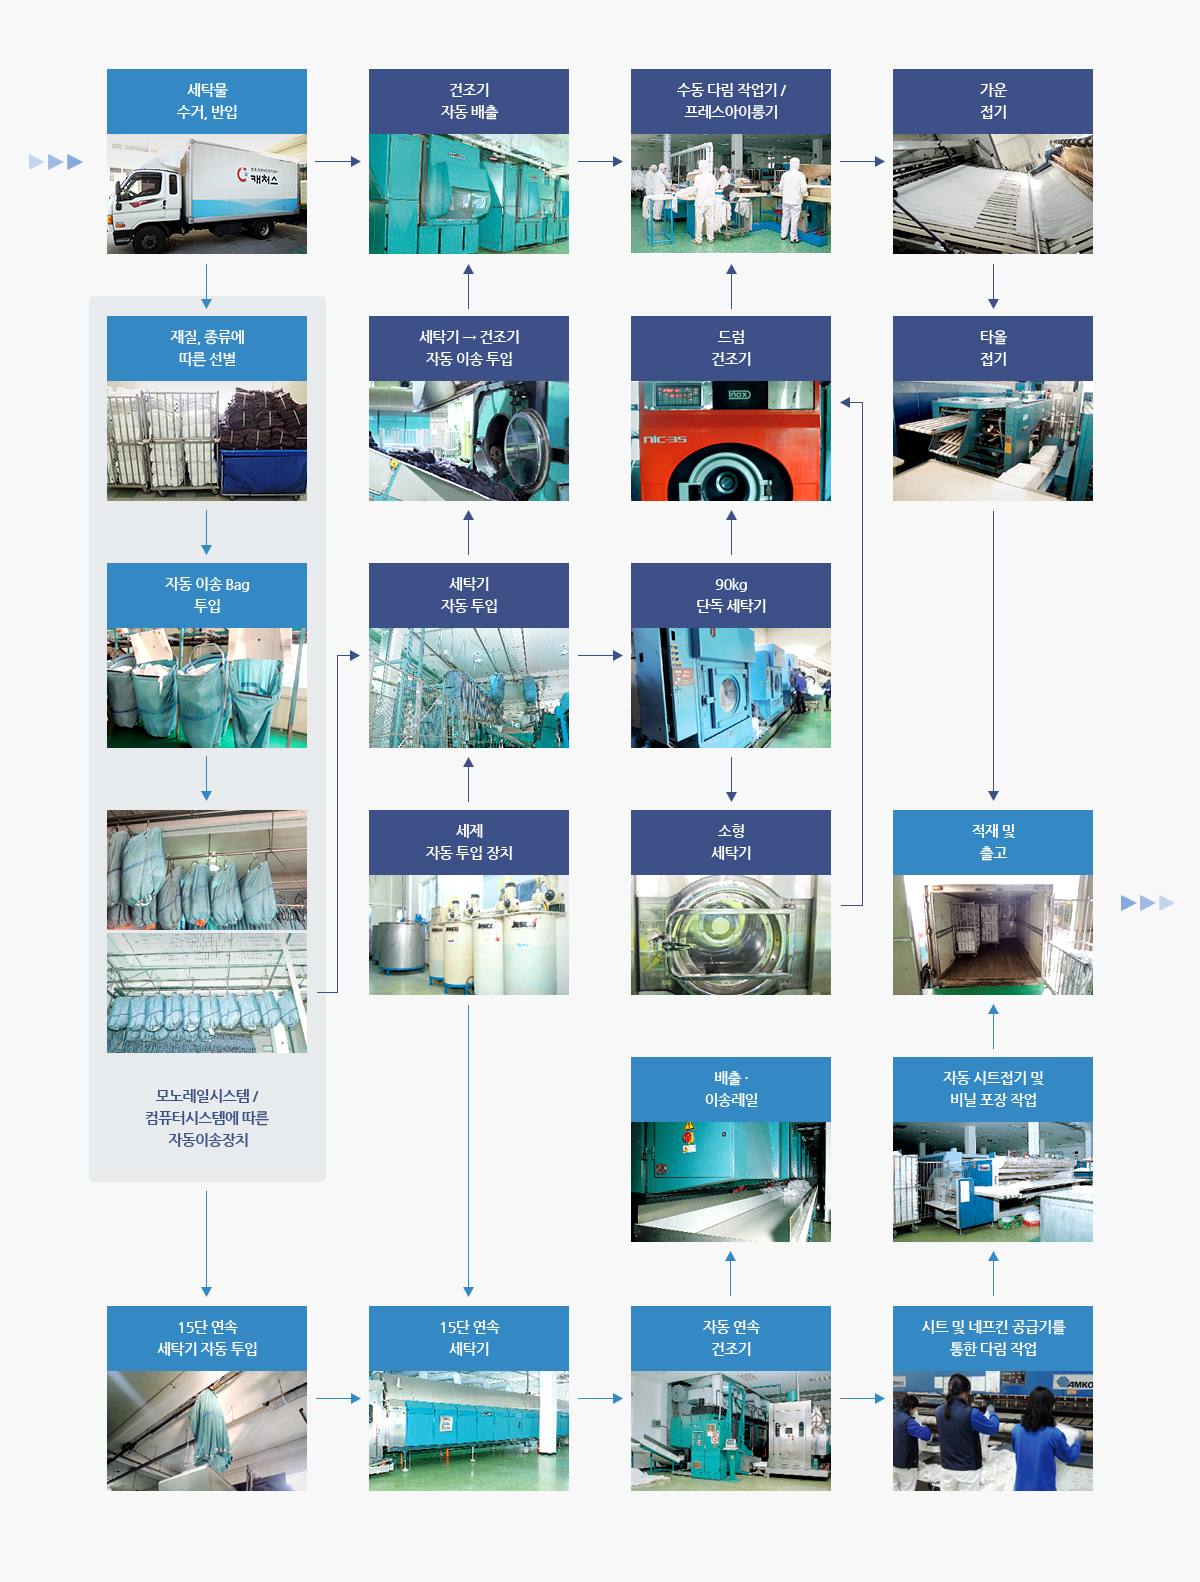 세탁물
수거, 반입
건조기
자동 배출
수동 다림 작업기 /
프레스아이롱기
가운
접기
캐처스
재질, 종류에
따른 선별
세탁기 → 건조기
자동 이송 투입
드럼
건조기
타올
접기
inax
nic-35
자동 이송 Bag
투입
세탁기
자동 투입
90kg
단독 세탁기
세제
자동 투입 장치
소형
세탁기
적재 및
출고
모노레일시스템 /
컴퓨터시스템에 따른
자동이송장치
배출 ·
이송레일
자동 시트접기 및
비닐 포장 작업
15단 연속
세탁기 자동 투입
15단 연속
세탁기
자동 연속
건조기
시트 및 네프킨 공급기를
통한 다림 작업
AMKO